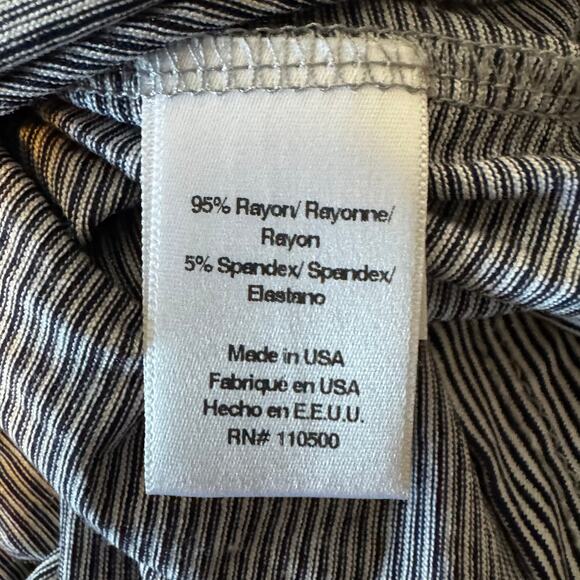 95% Rayon/ Rayonne/
Rayon
5% Spandex/ Spandex/
Elastano
Made in USA
Fabriqué en USA
Hecho en E.E.U.U.
RN# 110500